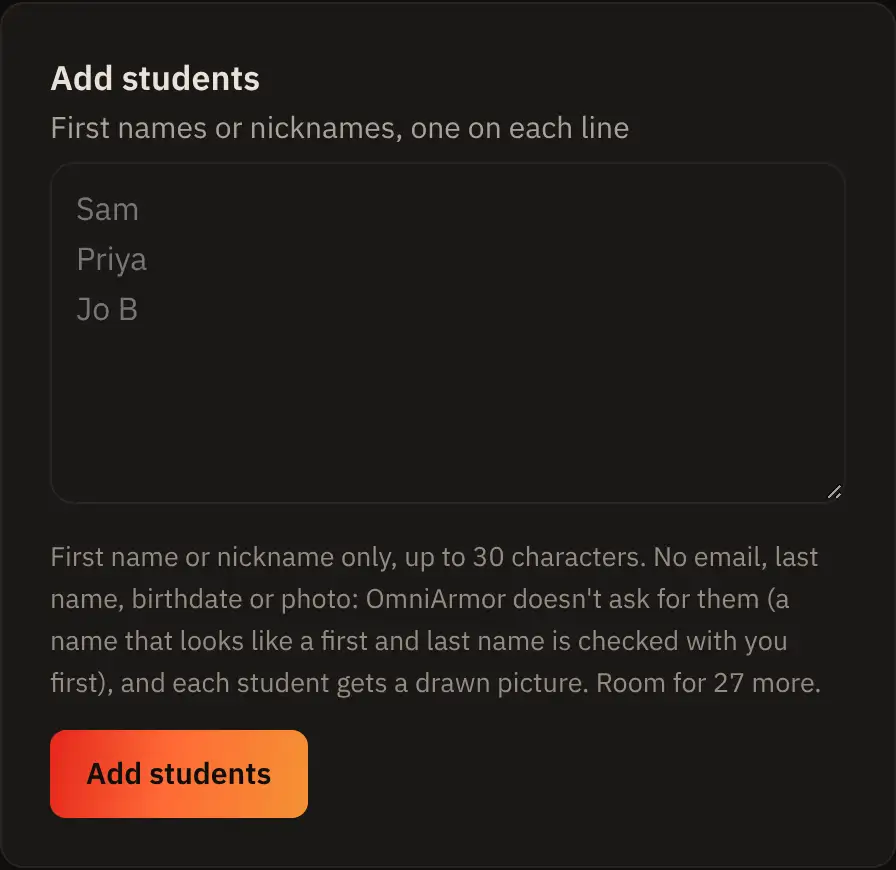 Add students
First names or nicknames, one on each line
Sam
Priya
Jo B
First name or nickname only, up to 30 characters. No email, last
name, birthdate or photo: OmniArmor doesn't ask for them (a
name that looks like a first and last name is checked with you
first), and each student gets a drawn picture. Room for 27 more.
Add students